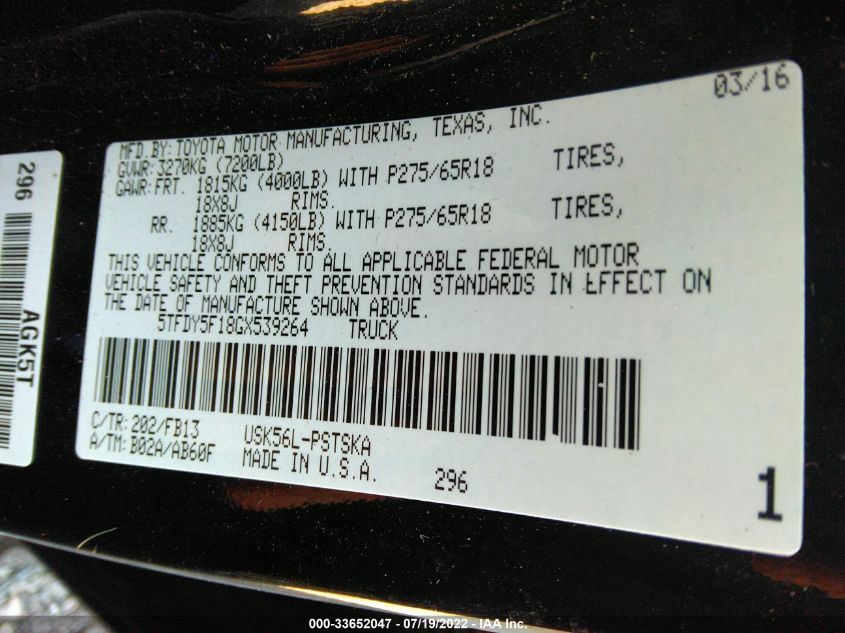 03/16
MFD.BY:TOYOTA MOTOR MANUFACTURING, TEXAS, INC.
GVWR:3270KG (7200LB)
GAWR:FRT. 1815KG (4000LB) WITH P275/65R18 TIRES,
18X8J RIMS.
RR. 1885KG (4150LB) WITH P275/65R18 TIRES,
18X8J RIMS.
THIS VEHICLE CONFORMS TO ALL APPLICABLE FEDERAL MOTOR
VEHICLE SAFETY AND THEFT PREVENTION STANDARDS IN EFFECT ON
THE DATE OF MANUFACTURE SHOWN ABOVE.
5TFDY5F18GX539264 TRUCK
C/TR:202/FB13 USK56L-PSTSKA
A/TM:B02A/AB60F MADE IN U.S.A. 296
1
296
AGK5T
000-33652047 / 07/19/2022 - IAA Inc.